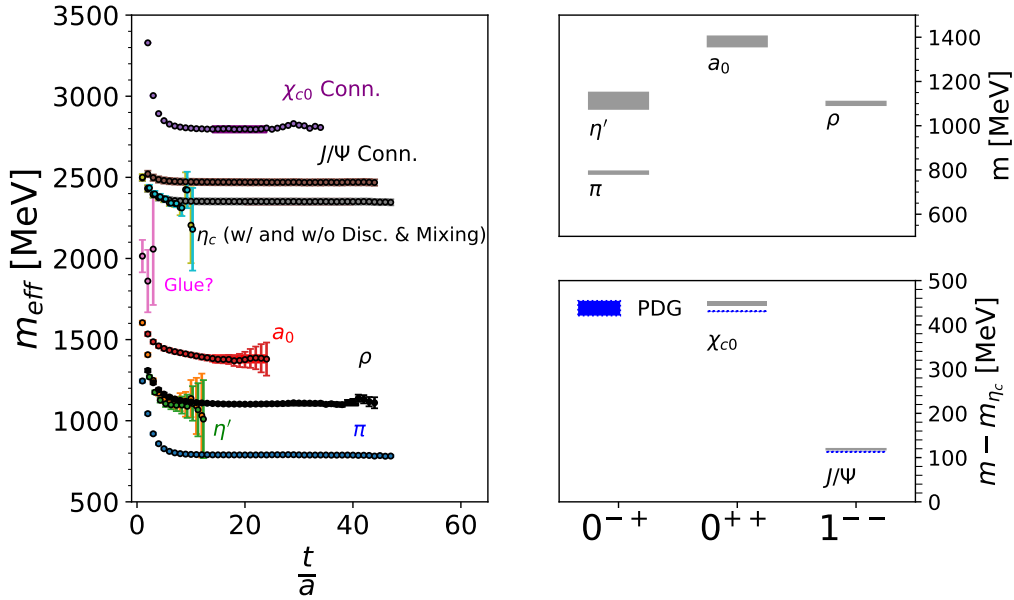 3500
3000
2500
2000
1500
1000
500
m_eff [MeV]
χ_c0 Conn.
J/Ψ Conn.
η_c (w/ and w/o Disc. & Mixing)
Glue?
a_0
ρ
η′
π
0 20 40 60
t/a
1400
1200
1000
800
600
m [MeV]
a_0
η′
ρ
π
500
400
300
200
100
0
m − m_{η_c} [MeV]
PDG
χ_c0
J/Ψ
0^{-+} 0^{++} 1^{--}